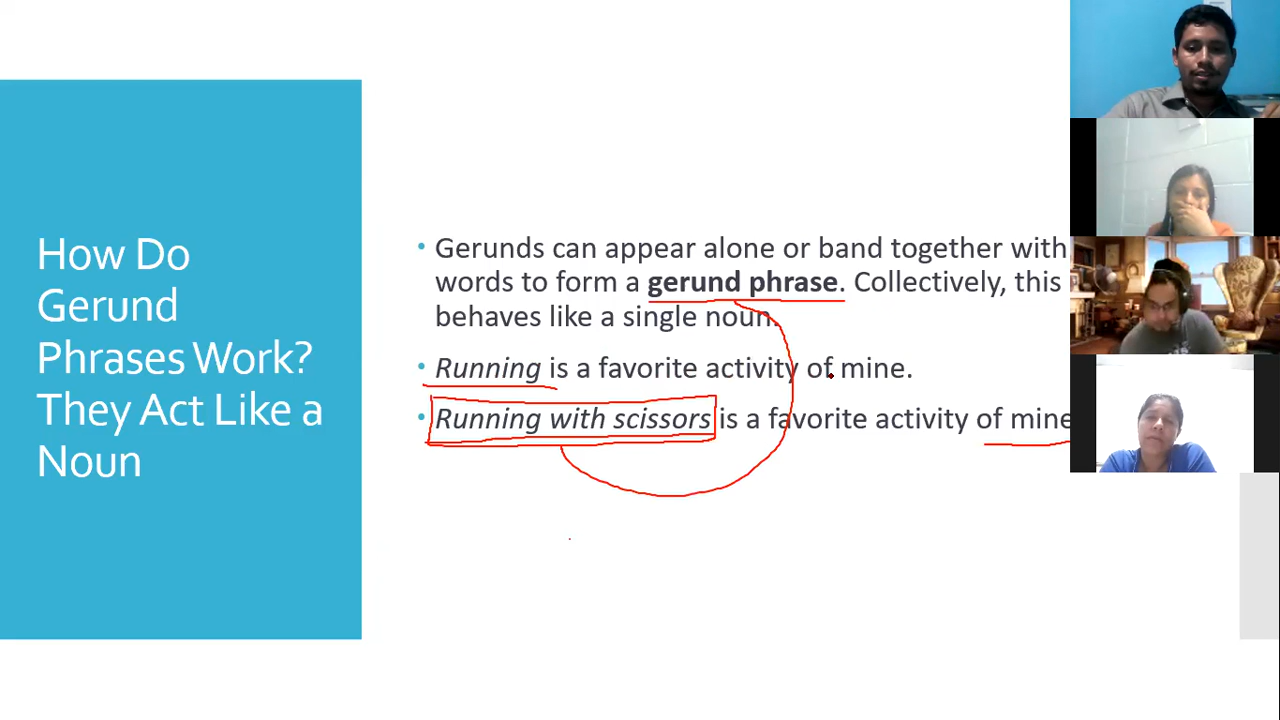 How Do
Gerund
Phrases Work?
They Act Like a
Noun
• Gerunds can appear alone or band together with
words to form a gerund phrase. Collectively, this
behaves like a single noun.
• Running is a favorite activity of mine.
• Running with scissors is a favorite activity of mine